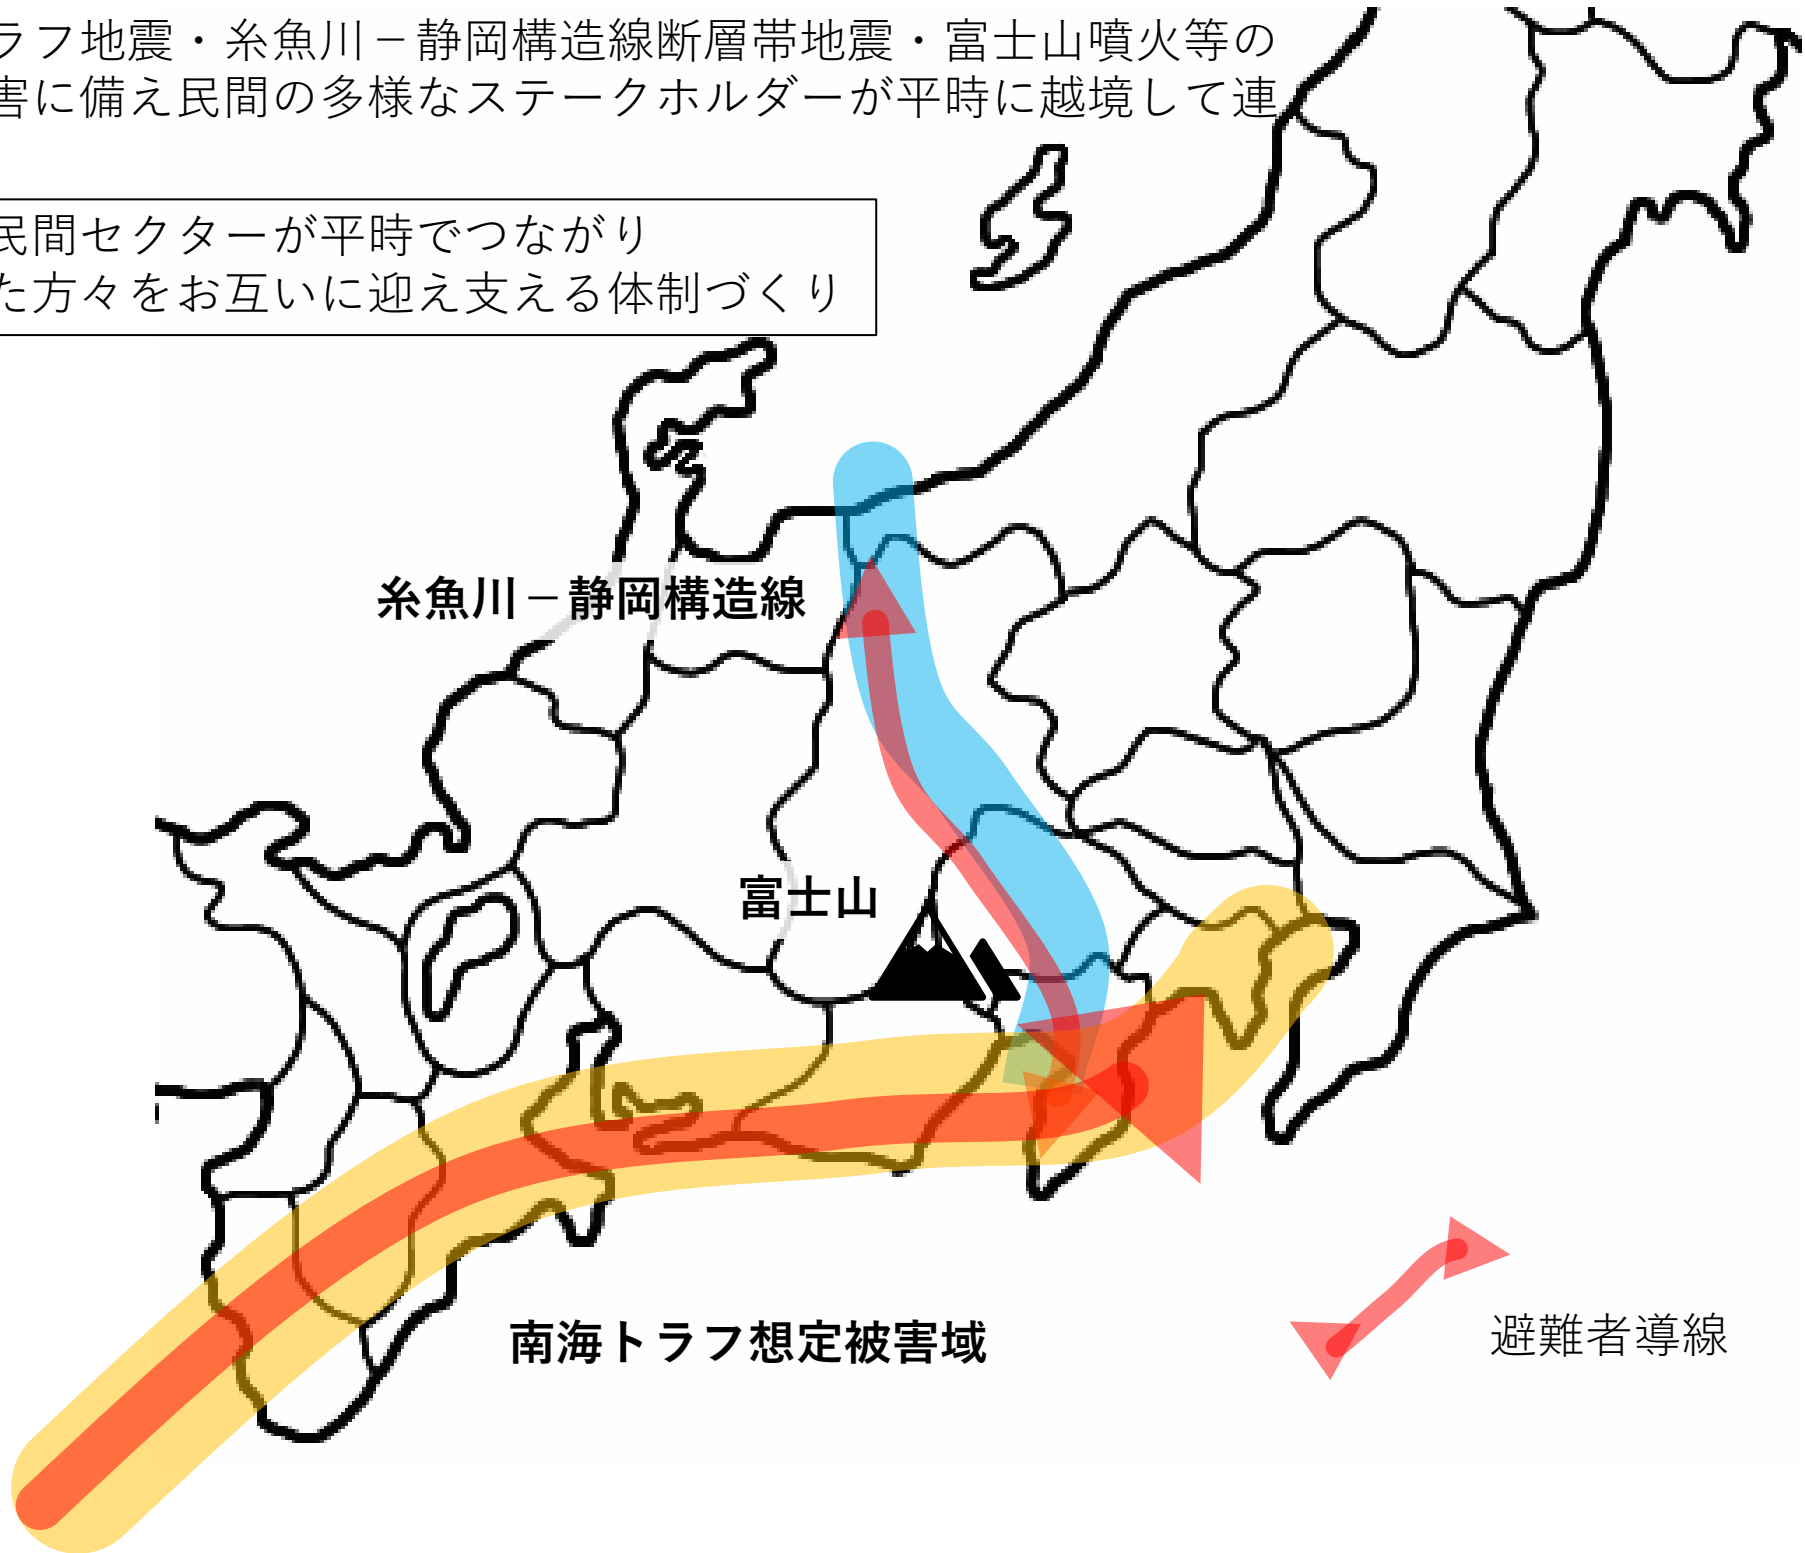 ラフ地震・糸魚川－静岡構造線断層帯地震・富士山噴火等の
害に備え民間の多様なステークホルダーが平時に越境して連
民間セクターが平時でつながり
た方々をお互いに迎え支える体制づくり
糸魚川－静岡構造線
富士山
南海トラフ想定被害域
避難者導線